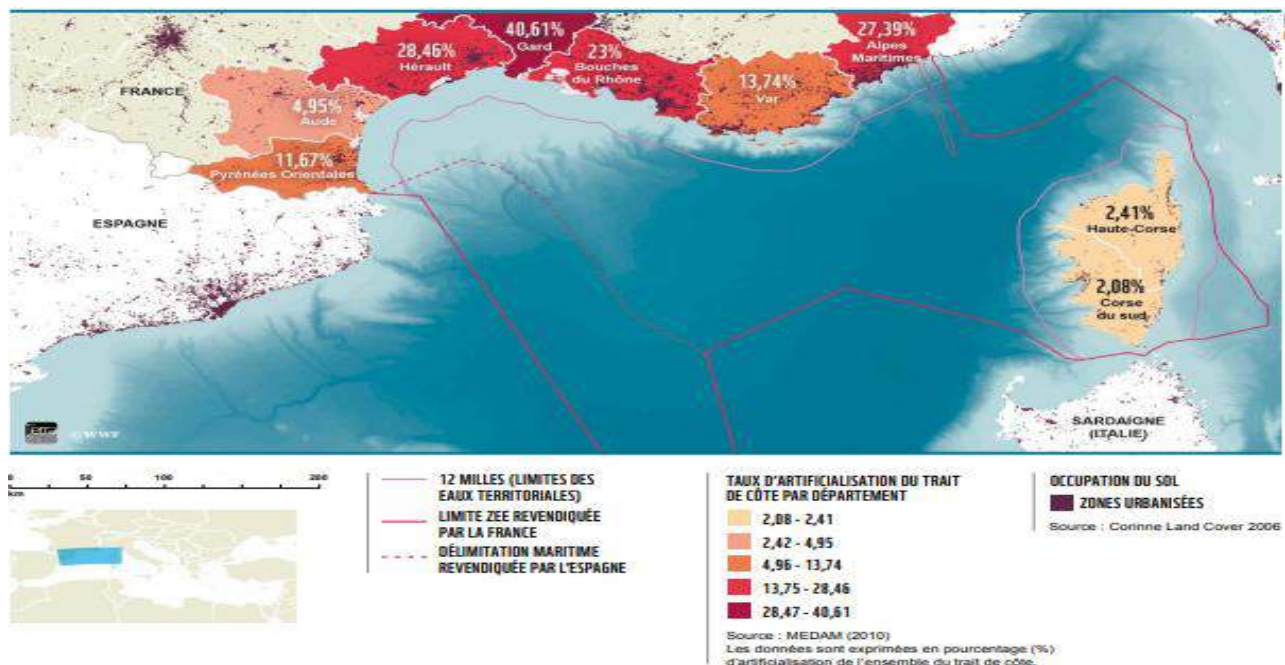 40,61%
Gard
27,39%
Alpes
Maritimes
28,46%
Hérault
23%
Bouches
du Rhône
13,74%
Var
FRANCE
4,95%
Aude
11,67%
Pyrénées Orientales
ESPAGNE
2,41%
Haute-Corse
2,08%
Corse
du sud
SARDAIGNE
(ITALIE)
© WWF
0 50 100 200
km
12 MILLES (LIMITES DES
EAUX TERRITORIALES)
LIMITE ZEE REVENDIQUÉE
PAR LA FRANCE
DÉLIMITATION MARITIME
REVENDIQUÉE PAR L'ESPAGNE
TAUX D'ARTIFICIALISATION DU TRAIT
DE CÔTE PAR DÉPARTEMENT
2,08 - 2,41
2,42 - 4,95
4,96 - 13,74
13,75 - 28,46
28,47 - 40,61
Source : MEDAM (2010)
Les données sont exprimées en pourcentage (%)
d'artificialisation de l'ensemble du trait de côte.
OCCUPATION DU SOL
ZONES URBANISÉES
Source : Corinne Land Cover 2006